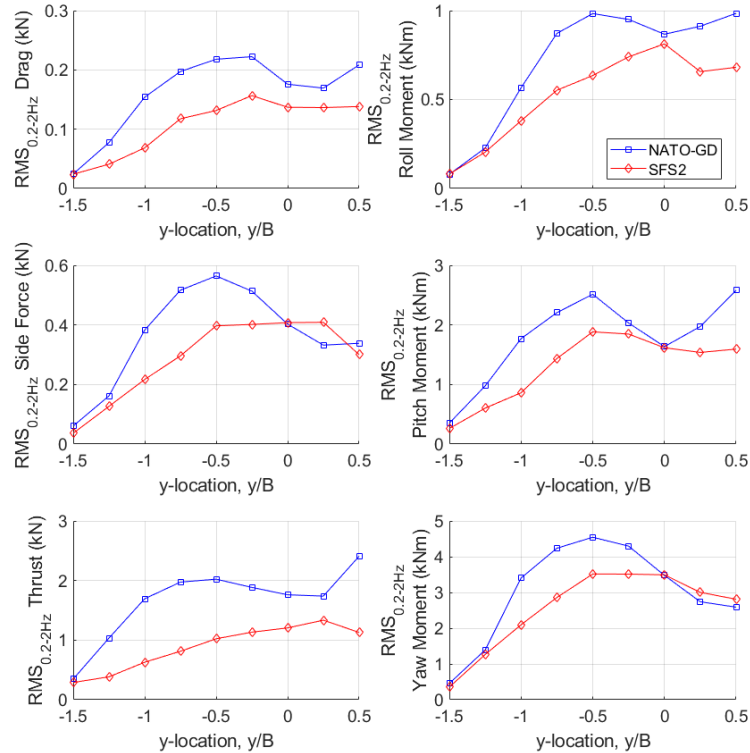 RMS0.2-2Hz Drag (kN)
0.3
0.2
0.1
0
-1.5 -1 -0.5 0 0.5
y-location, y/B
RMS0.2-2Hz
Roll Moment (kNm)
1
0.5
0
NATO-GD
SFS2
-1.5 -1 -0.5 0 0.5
y-location, y/B
RMS0.2-2Hz Side Force (kN)
0.6
0.4
0.2
0
-1.5 -1 -0.5 0 0.5
y-location, y/B
RMS0.2-2Hz
Pitch Moment (kNm)
3
2
1
0
-1.5 -1 -0.5 0 0.5
y-location, y/B
RMS0.2-2Hz Thrust (kN)
3
2
1
0
-1.5 -1 -0.5 0 0.5
y-location, y/B
RMS0.2-2Hz
Yaw Moment (kNm)
5
4
3
2
1
0
-1.5 -1 -0.5 0 0.5
y-location, y/B